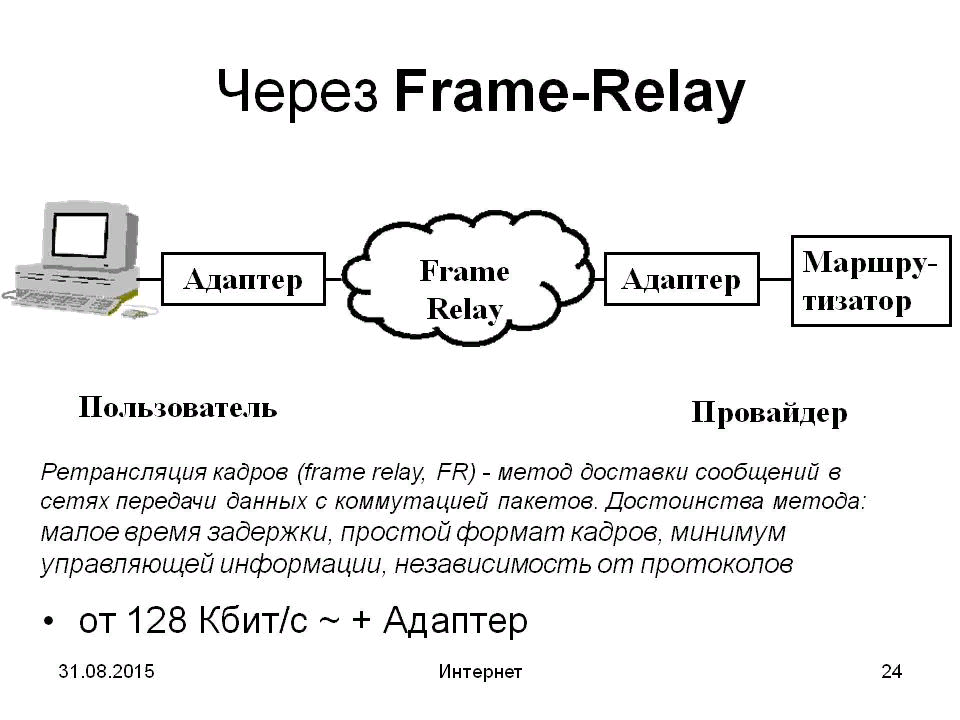 Через Frame-Relay
Адаптер
Frame
Relay
Адаптер
Маршру-
тизатор
Пользователь
Провайдер
Ретрансляция кадров (frame relay, FR) - метод доставки сообщений в
сетях передачи данных с коммутацией пакетов. Достоинства метода:
малое время задержки, простой формат кадров, минимум
управляющей информации, независимость от протоколов
• от 128 Кбит/с ~ + Адаптер
31.08.2015
Интернет
24